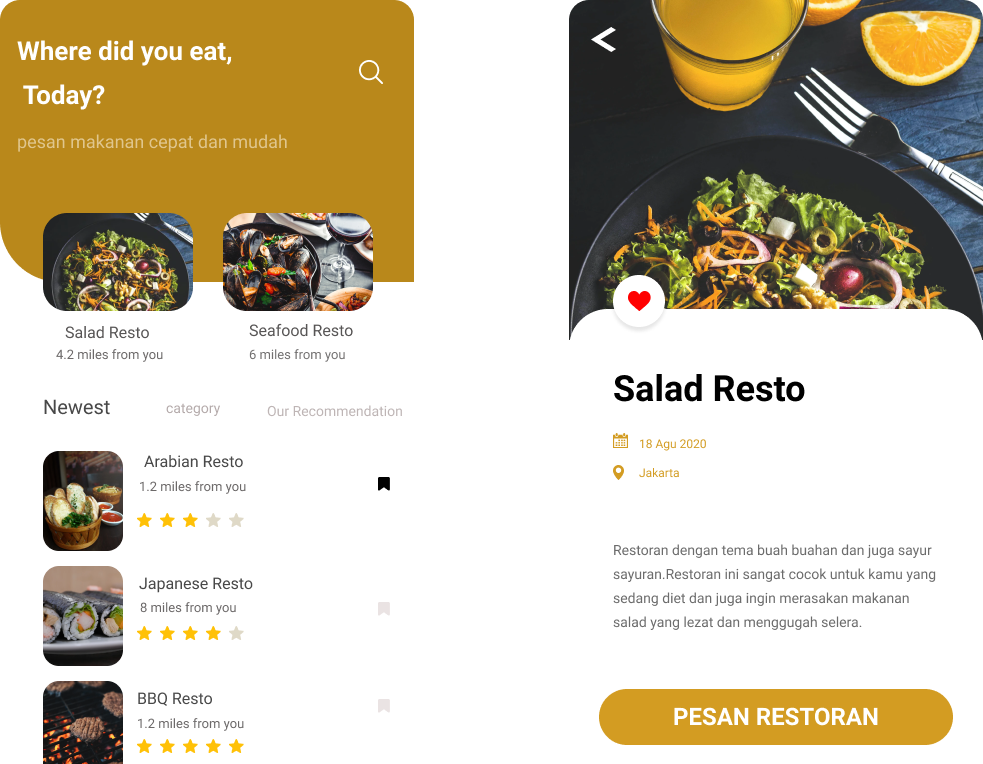 Where did you eat,
Today?
pesan makanan cepat dan mudah
Salad Resto
4.2 miles from you
Seafood Resto
6 miles from you
Newest
category
Our Recommendation
Arabian Resto
1.2 miles from you
Japanese Resto
8 miles from you
BBQ Resto
1.2 miles from you
Salad Resto
18 Agu 2020
Jakarta
Restoran dengan tema buah buahan dan juga sayur
sayuran.Restoran ini sangat cocok untuk kamu yang
sedang diet dan juga ingin merasakan makanan
salad yang lezat dan menggugah selera.
PESAN RESTORAN